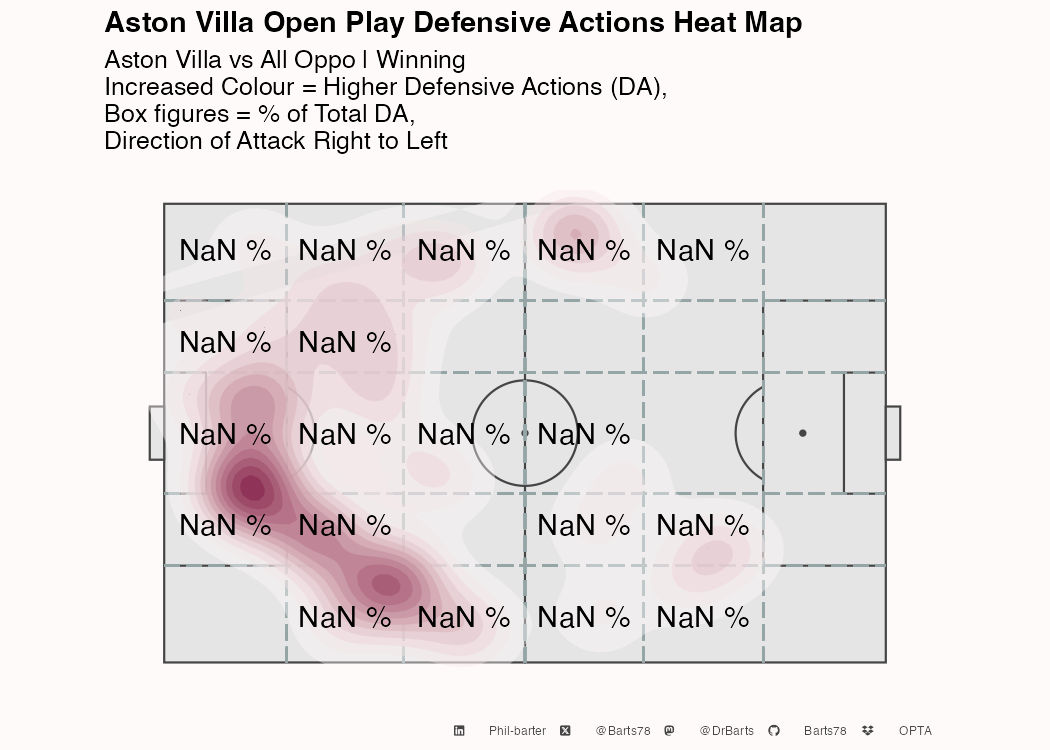 Aston Villa Open Play Defensive Actions Heat Map
Aston Villa vs All Oppo | Winning
Increased Colour = Higher Defensive Actions (DA),
Box figures = % of Total DA,
Direction of Attack Right to Left
NaN % NaN % NaN % NaN % NaN %
NaN % NaN %
NaN % NaN % NaN % NaN %
NaN % NaN % NaN % NaN %
NaN % NaN % NaN % NaN %
Phil-barter @Barts78 @DrBarts Barts78 OPTA